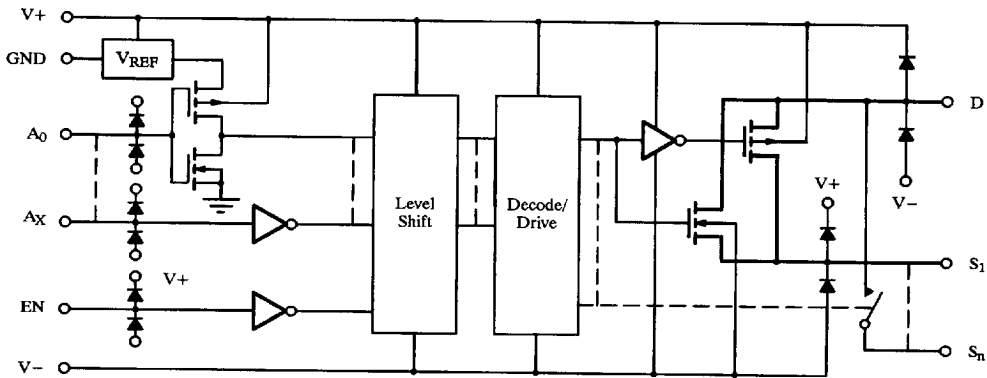 V+
GND
VREF
A0
AX
V+
EN
V−
Level
Shift
Decode/
Drive
D
V−
V+
S1
Sn